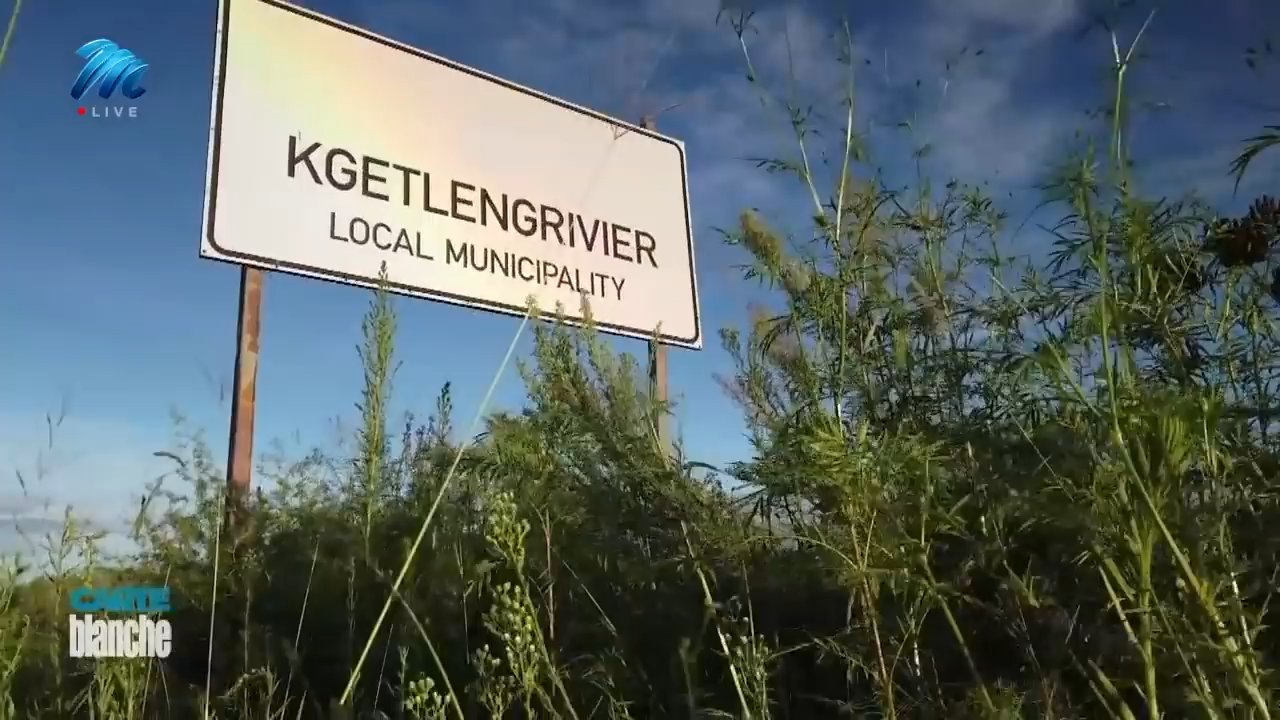 LIVE
KGETLENGRIVIER
LOCAL MUNICIPALITY
CARTE
blanche